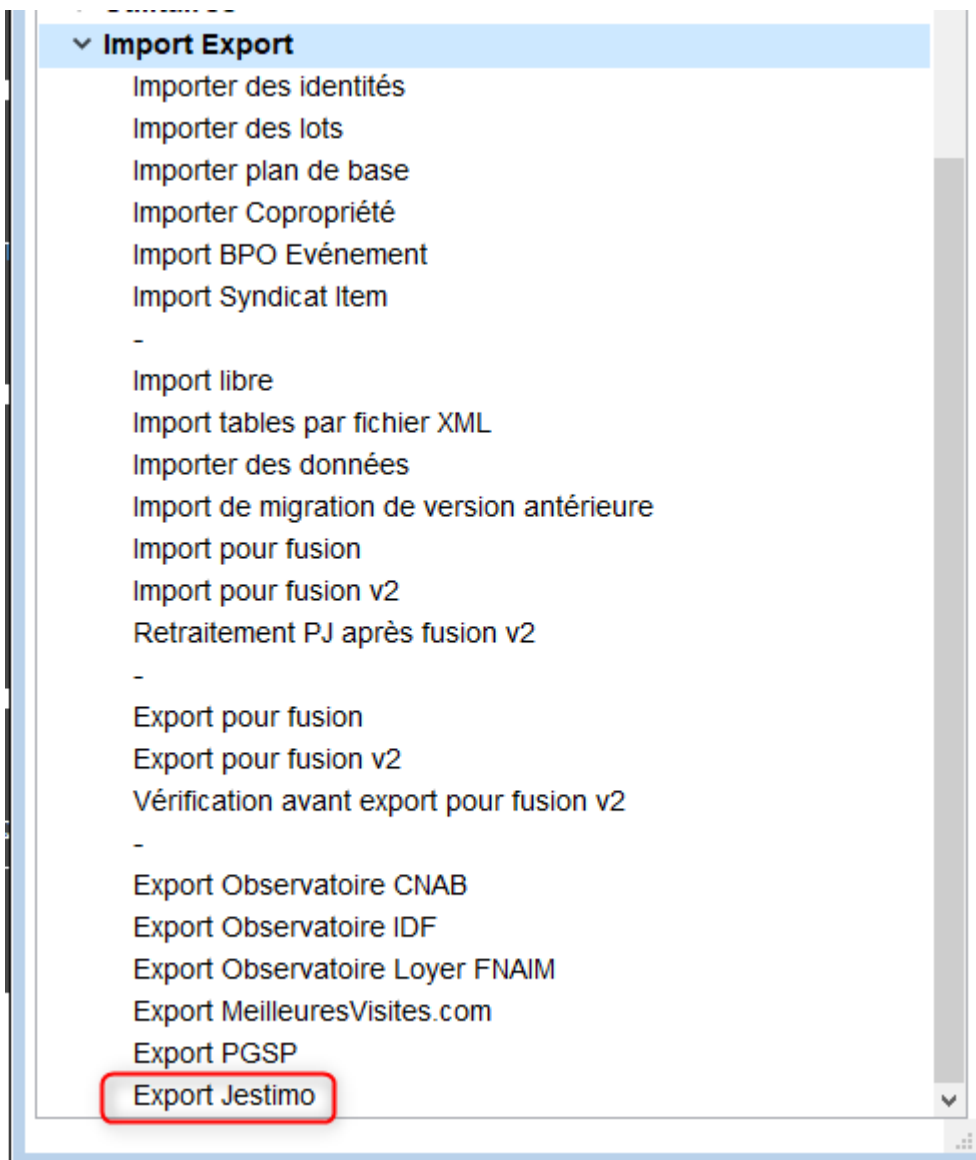 Import Export
Importer des identités
Importer des lots
Importer plan de base
Importer Copropriété
Import BPO Evénement
Import Syndicat Item
-
Import libre
Import tables par fichier XML
Importer des données
Import de migration de version antérieure
Import pour fusion
Import pour fusion v2
Retraitement PJ après fusion v2
-
Export pour fusion
Export pour fusion v2
Vérification avant export pour fusion v2
-
Export Observatoire CNAB
Export Observatoire IDF
Export Observatoire Loyer FNAIM
Export MeilleuresVisites.com
Export PGSP
Export Jestimo